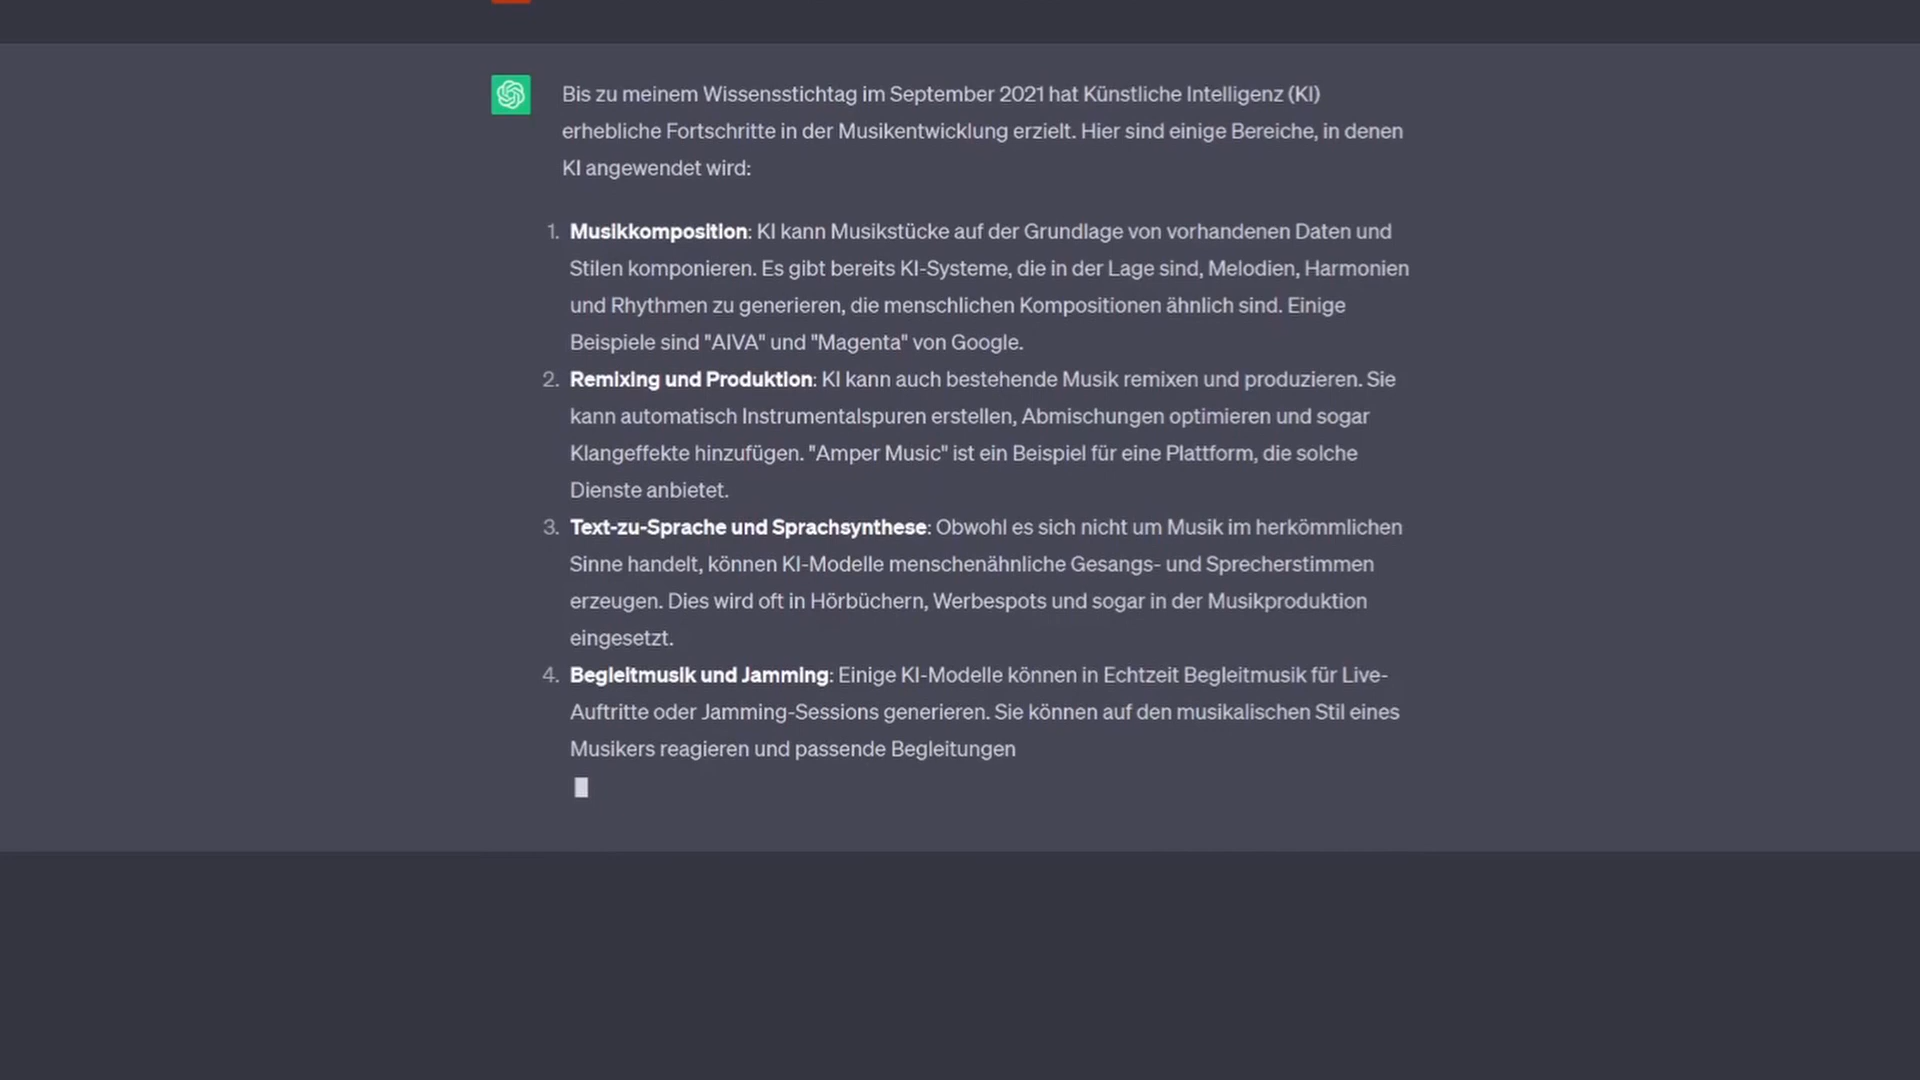 Bis zu meinem Wissensstichtag im September 2021 hat Künstliche Intelligenz (KI)
erhebliche Fortschritte in der Musikentwicklung erzielt. Hier sind einige Bereiche, in denen
KI angewendet wird:
1. Musikkomposition: KI kann Musikstücke auf der Grundlage von vorhandenen Daten und
Stilen komponieren. Es gibt bereits KI-Systeme, die in der Lage sind, Melodien, Harmonien
und Rhythmen zu generieren, die menschlichen Kompositionen ähnlich sind. Einige
Beispiele sind "AIVA" und "Magenta" von Google.
2. Remixing und Produktion: KI kann auch bestehende Musik remixen und produzieren. Sie
kann automatisch Instrumentalspuren erstellen, Abmischungen optimieren und sogar
Klangeffekte hinzufügen. "Amper Music" ist ein Beispiel für eine Plattform, die solche
Dienste anbietet.
3. Text-zu-Sprache und Sprachsynthese: Obwohl es sich nicht um Musik im herkömmlichen
Sinne handelt, können KI-Modelle menschenähnliche Gesangs- und Sprecherstimmen
erzeugen. Dies wird oft in Hörbüchern, Werbespots und sogar in der Musikproduktion
eingesetzt.
4. Begleitmusik und Jamming: Einige KI-Modelle können in Echtzeit Begleitmusik für Live-
Auftritte oder Jamming-Sessions generieren. Sie können auf den musikalischen Stil eines
Musikers reagieren und passende Begleitungen